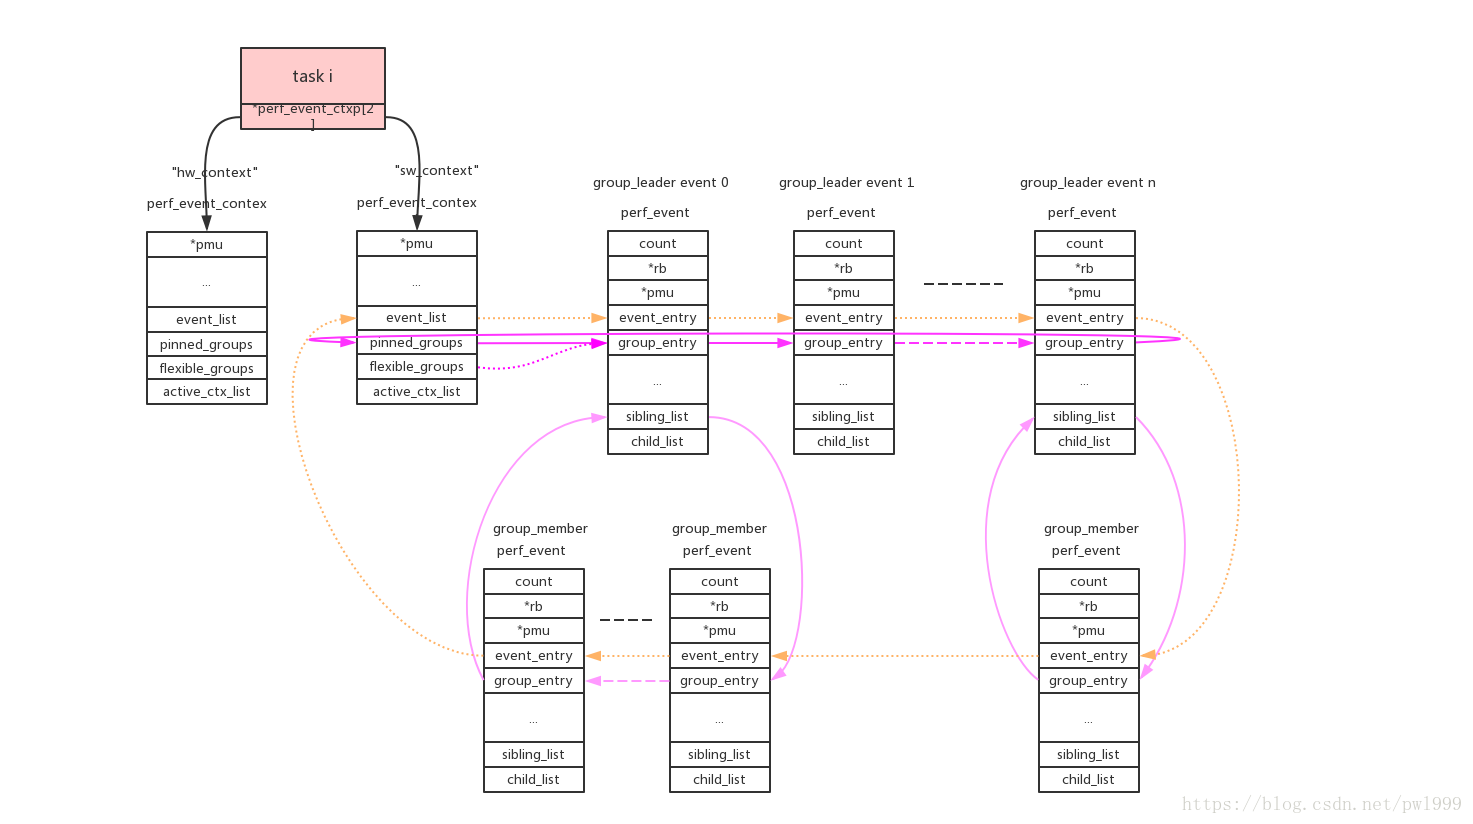 task i
*perf_event_ctxp[2
]
"hw_context"
"sw_context"
perf_event_contex
perf_event_contex
*pmu
...
event_list
pinned_groups
flexible_groups
active_ctx_list
*pmu
...
event_list
pinned_groups
flexible_groups
active_ctx_list
group_leader event 0
perf_event
count
*rb
*pmu
event_entry
group_entry
...
sibling_list
child_list
group_leader event 1
perf_event
count
*rb
*pmu
event_entry
group_entry
...
sibling_list
child_list
group_leader event n
perf_event
count
*rb
*pmu
event_entry
group_entry
...
sibling_list
child_list
group_member
perf_event
count
*rb
*pmu
event_entry
group_entry
...
sibling_list
child_list
group_member
perf_event
count
*rb
*pmu
event_entry
group_entry
...
sibling_list
child_list
group_member
perf_event
count
*rb
*pmu
event_entry
group_entry
...
sibling_list
child_list
https://blog.csdn.net/pwl999